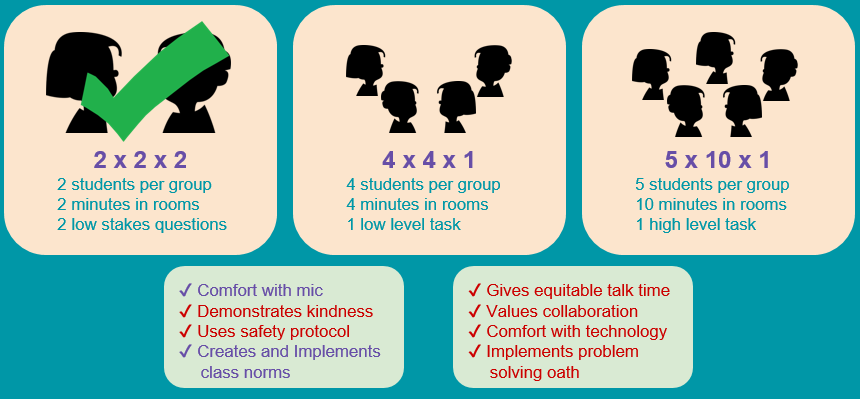 2 x 2 x 2
2 students per group
2 minutes in rooms
2 low stakes questions
4 x 4 x 1
4 students per group
4 minutes in rooms
1 low level task
5 x 10 x 1
5 students per group
10 minutes in rooms
1 high level task
✓ Comfort with mic
✓ Demonstrates kindness
✓ Uses safety protocol
✓ Creates and Implements
class norms
✓ Gives equitable talk time
✓ Values collaboration
✓ Comfort with technology
✓ Implements problem
solving oath